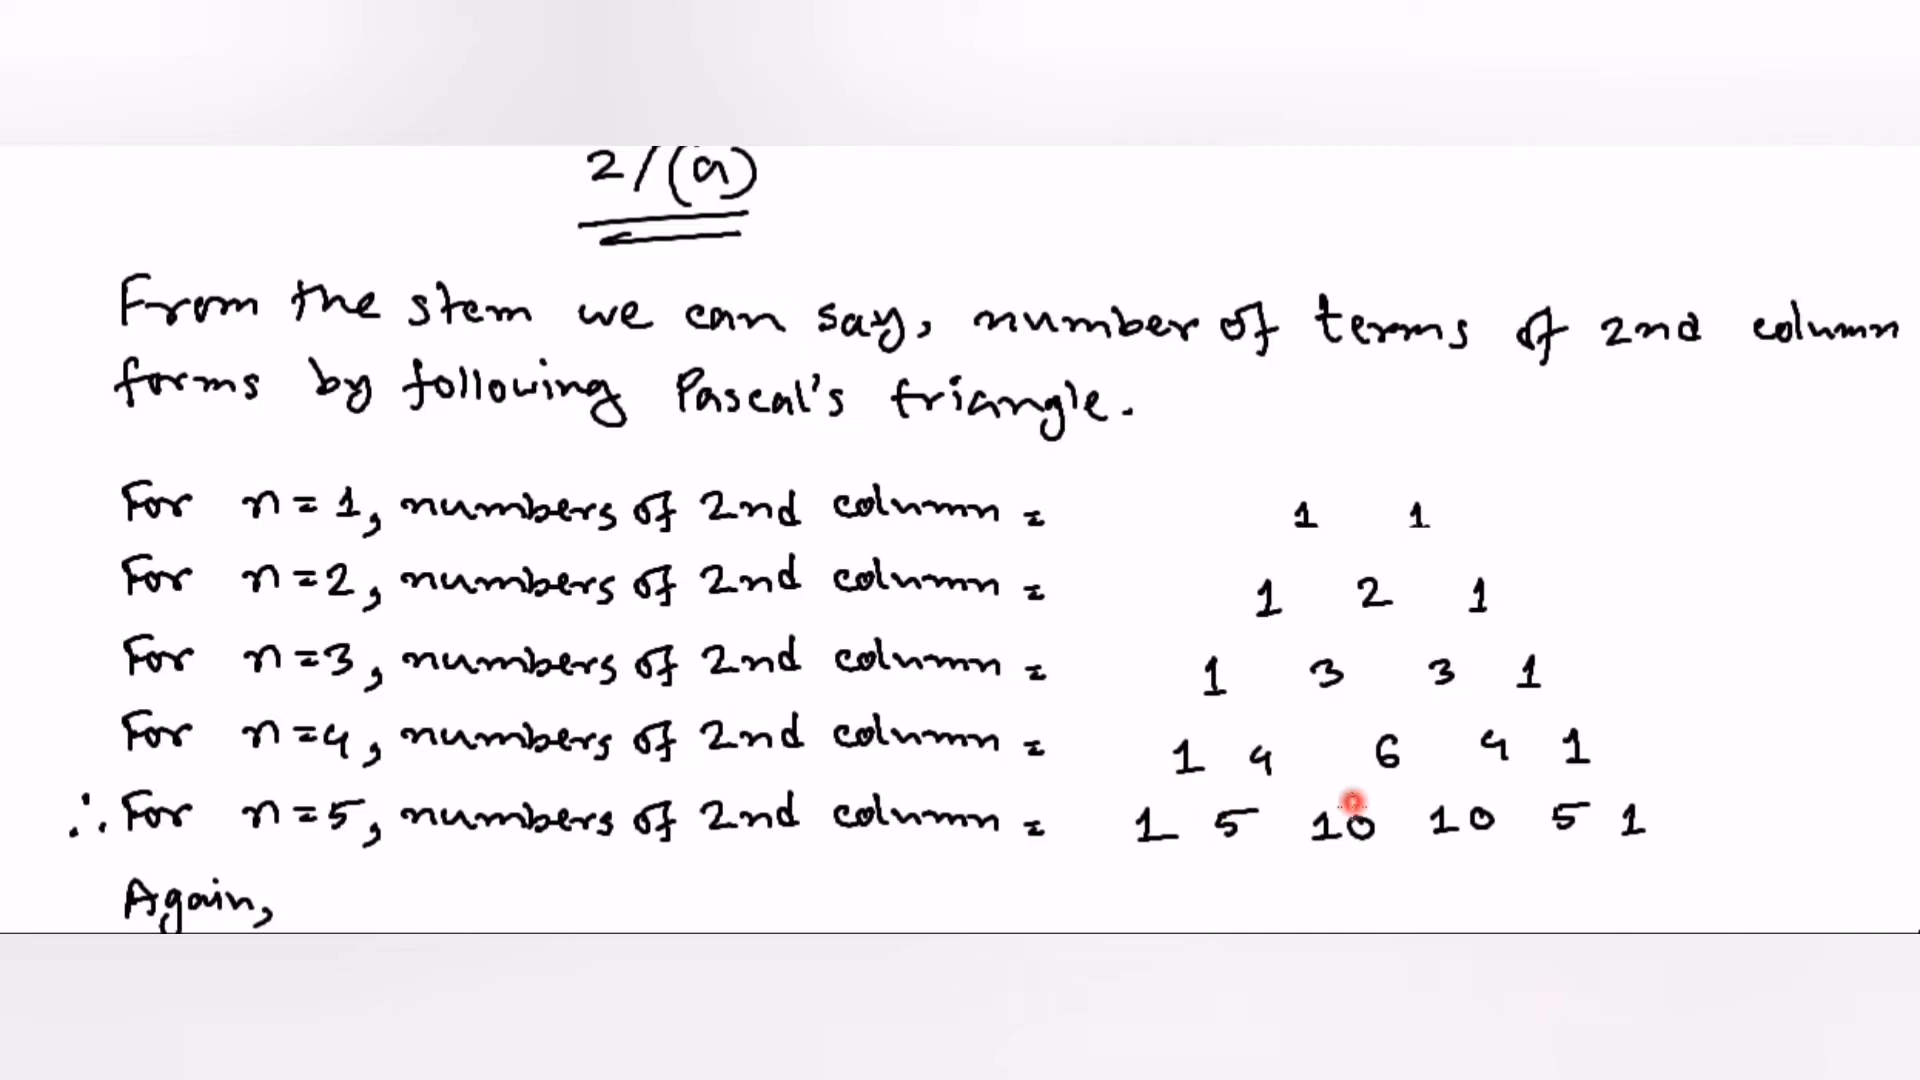 2/(a)
From the stem we can say, number of terms of 2nd column
forms by following Pascal's triangle.
For n=1, numbers of 2nd column = 1 1
For n=2, numbers of 2nd column = 1 2 1
For n=3, numbers of 2nd column = 1 3 3 1
For n=4, numbers of 2nd column = 1 4 6 4 1
∴ For n=5, numbers of 2nd column = 1 5 10 10 5 1
Again,